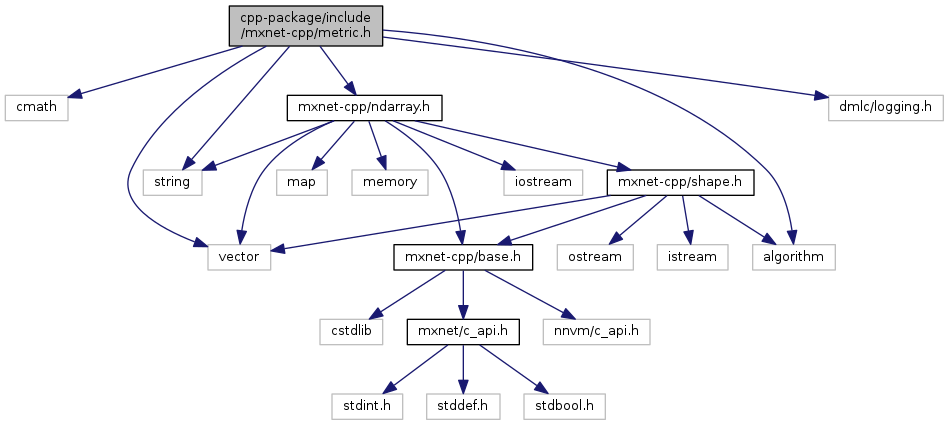 cpp-package/include
/mxnet-cpp/metric.h
cmath
mxnet-cpp/ndarray.h
dmlc/logging.h
string
map
memory
iostream
mxnet-cpp/shape.h
vector
mxnet-cpp/base.h
ostream
istream
algorithm
cstdlib
mxnet/c_api.h
nnvm/c_api.h
stdint.h
stddef.h
stdbool.h